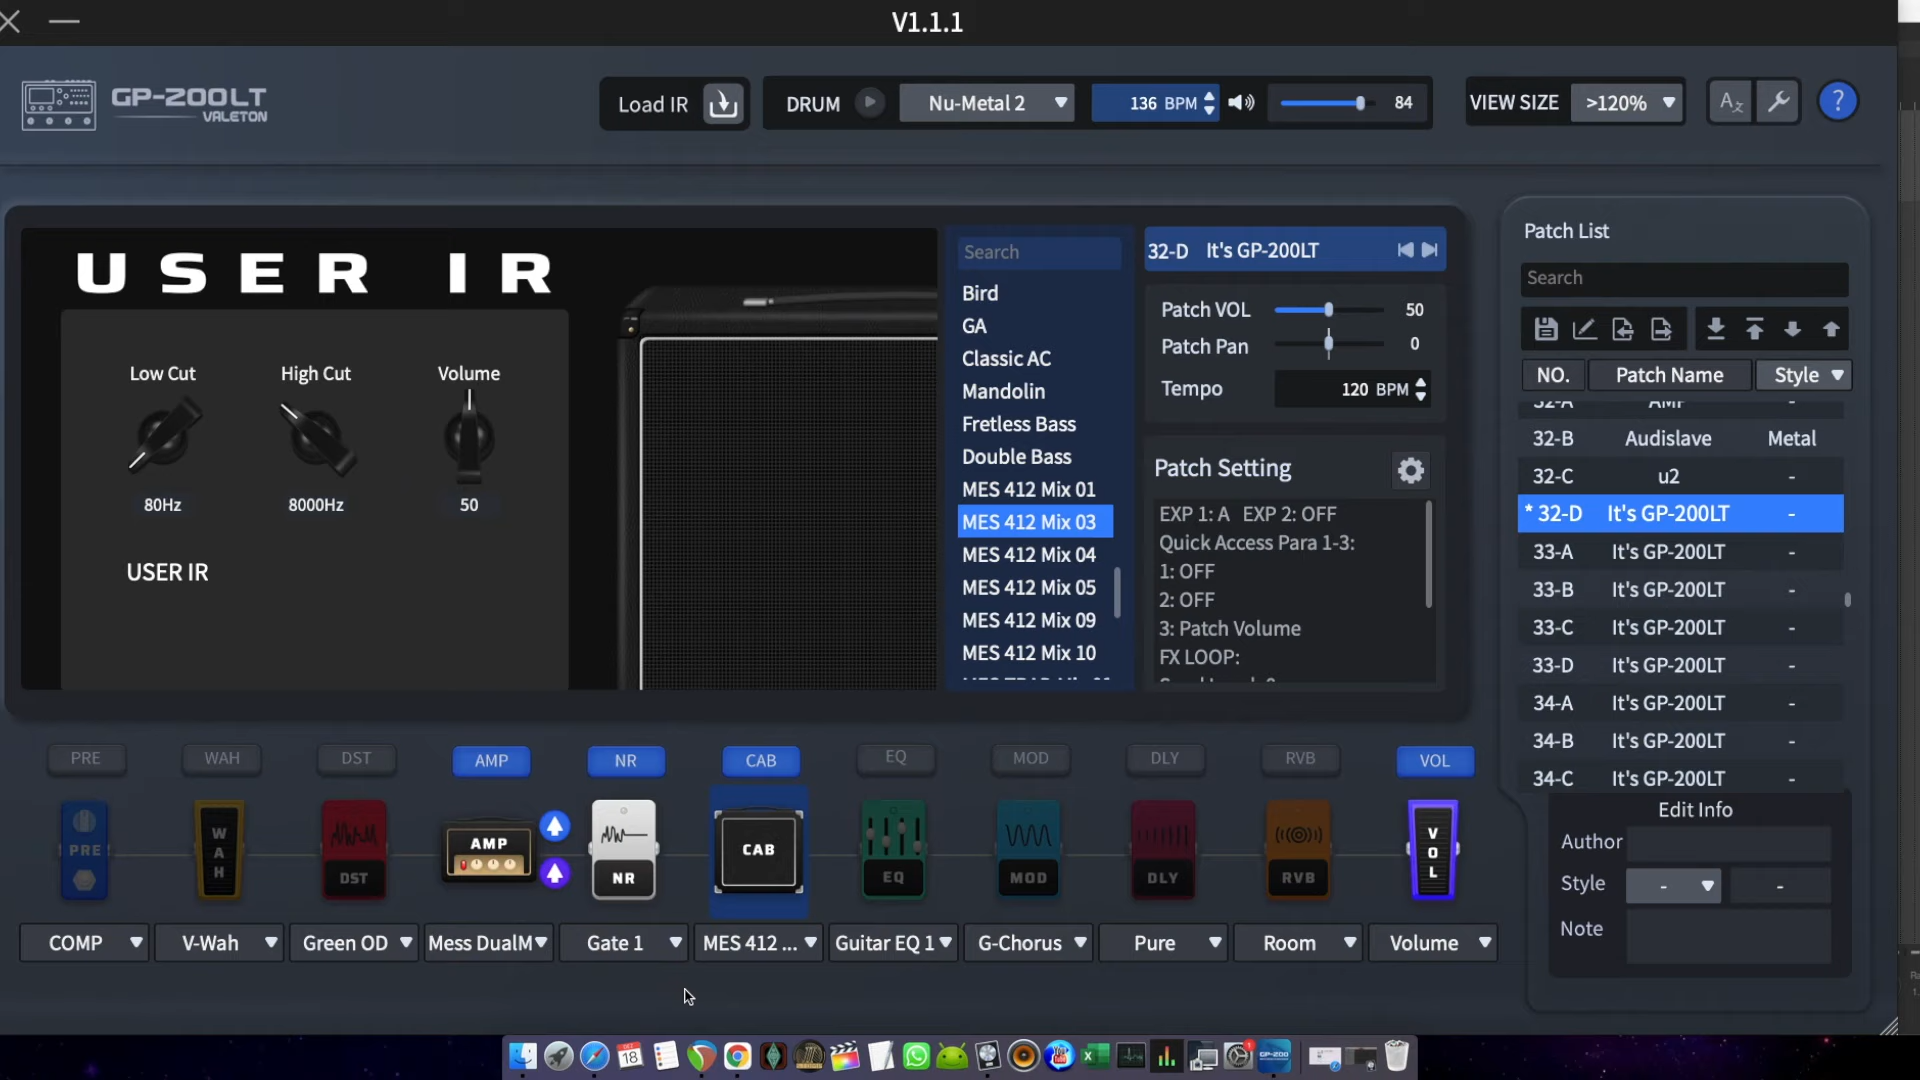 V1.1.1
GP-200LT
VALETON
Load IR
DRUM
Nu-Metal 2
136 BPM
84
VIEW SIZE
>120%
?
USER IR
Low Cut
High Cut
Volume
80Hz
8000Hz
50
USER IR
Search
Bird
GA
Classic AC
Mandolin
Fretless Bass
Double Bass
MES 412 Mix 01
MES 412 Mix 03
MES 412 Mix 04
MES 412 Mix 05
MES 412 Mix 09
MES 412 Mix 10
32-D It's GP-200LT
Patch VOL 50
Patch Pan 0
Tempo 120 BPM
Patch Setting
EXP 1: A EXP 2: OFF
Quick Access Para 1-3:
1: OFF
2: OFF
3: Patch Volume
FX LOOP:
Patch List
Search
NO. Patch Name Style
32-A AMP -
32-B Audislave Metal
32-C u2 -
* 32-D It's GP-200LT -
33-A It's GP-200LT -
33-B It's GP-200LT -
33-C It's GP-200LT -
33-D It's GP-200LT -
34-A It's GP-200LT -
34-B It's GP-200LT -
34-C It's GP-200LT -
Edit Info
Author
Style - -
Note
PRE WAH DST AMP NR CAB EQ MOD DLY RVB VOL
PRE WAH DST AMP NR CAB EQ MOD DLY RVB VOL
COMP V-Wah Green OD Mess DualM Gate 1 MES 412 ... Guitar EQ 1 G-Chorus Pure Room Volume
18
GP-200
1